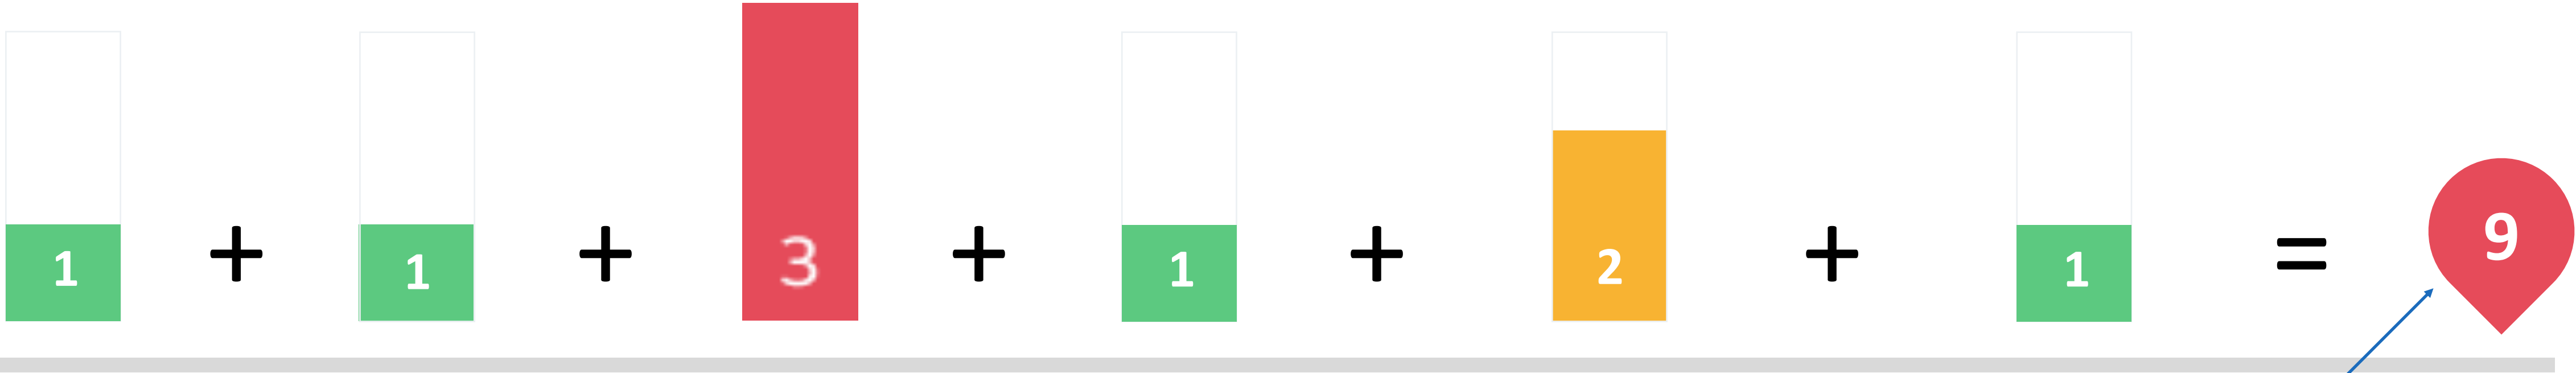 1 + 1 + 3 + 1 + 2 + 1 = 9